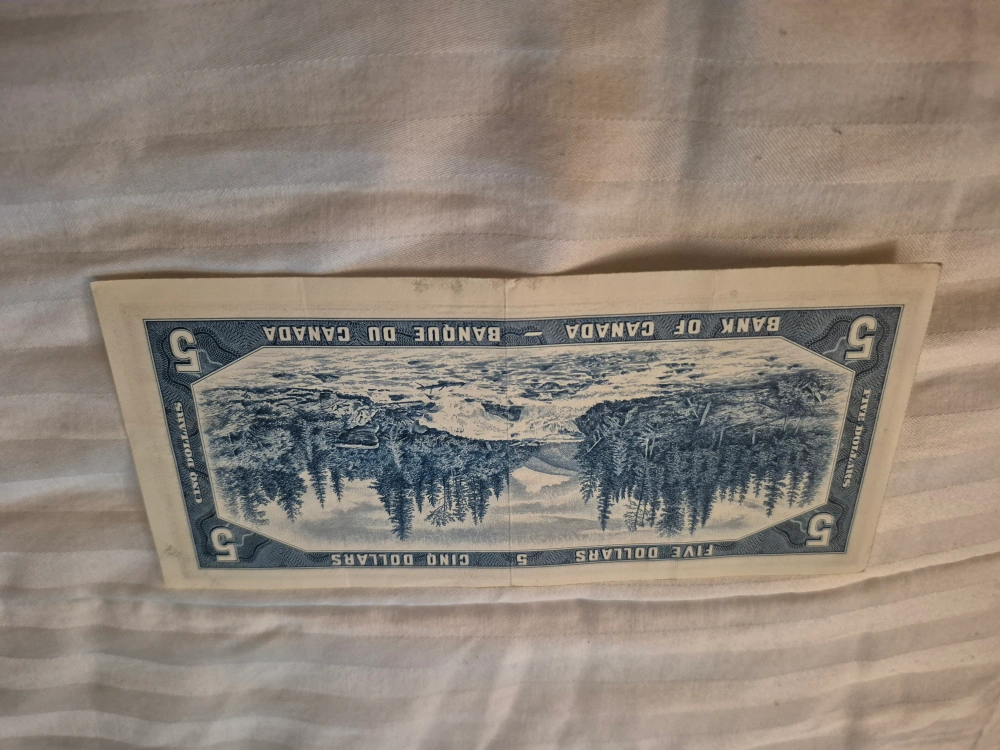 FIVE DOLLARS 5 CINQ DOLLARS
5 5
FIVE DOLLARS
CINQ DOLLARS
5 5
BANK OF CANADA — BANQUE DU CANADA